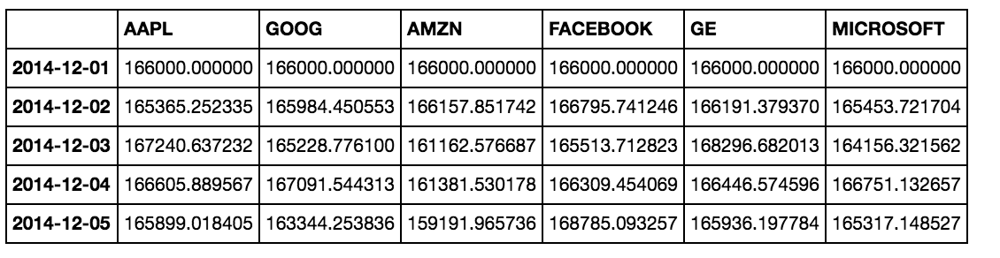 AAPL GOOG AMZN FACEBOOK GE MICROSOFT
2014-12-01 166000.000000 166000.000000 166000.000000 166000.000000 166000.000000 166000.000000
2014-12-02 165365.252335 165984.450553 166157.851742 166795.741246 166191.379370 165453.721704
2014-12-03 167240.637232 165228.776100 161162.576687 165513.712823 168296.682013 164156.321562
2014-12-04 166605.889567 167091.544313 161381.530178 166309.454069 166446.574596 166751.132657
2014-12-05 165899.018405 163344.253836 159191.965736 168785.093257 165936.197784 165317.148527